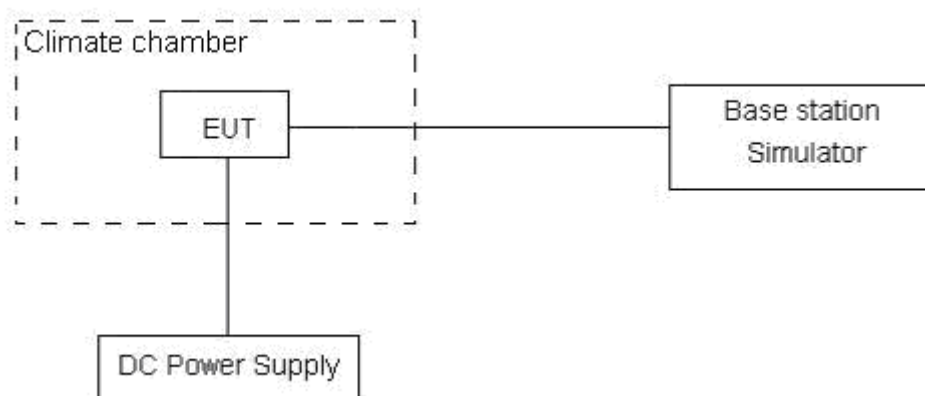 Climate chamber
EUT
Base station
Simulator
DC Power Supply